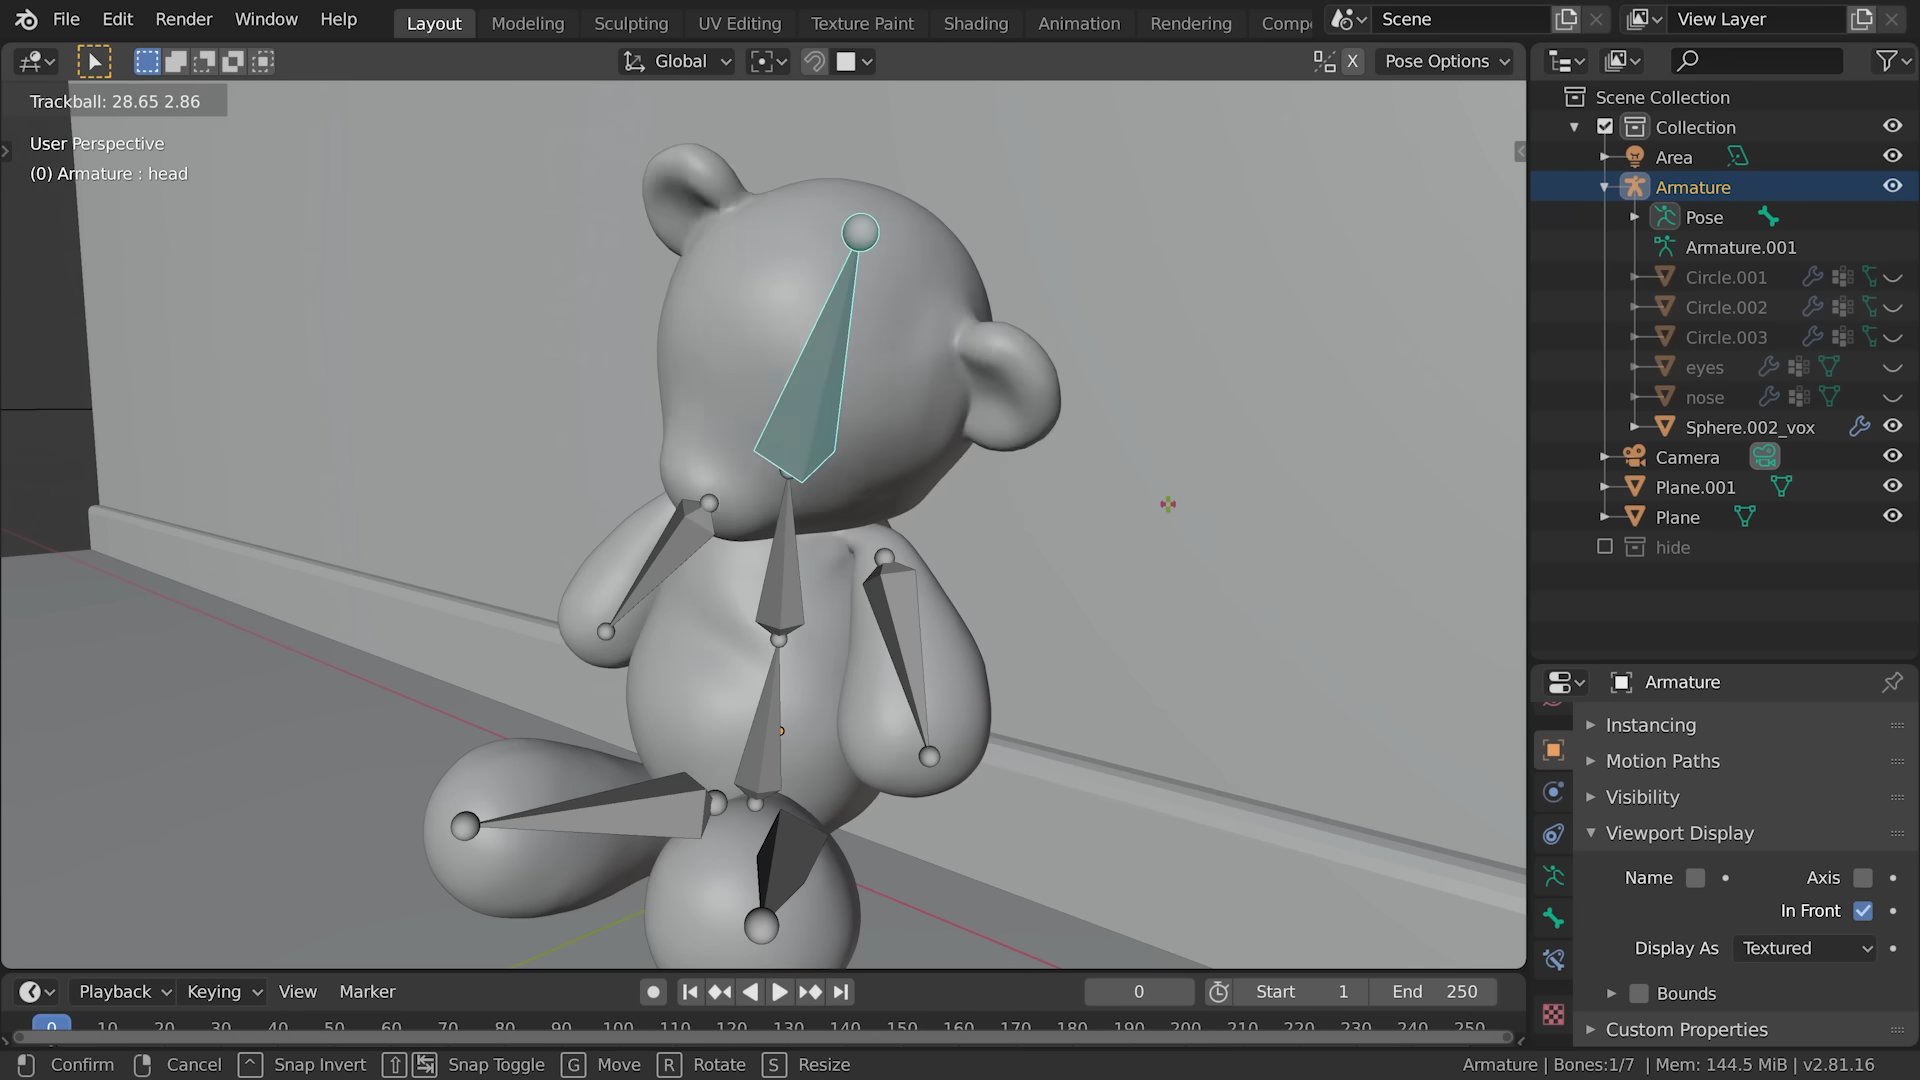 File Edit Render Window Help Layout Modeling Sculpting UV Editing Texture Paint Shading Animation Rendering Comp Scene View Layer
Global X Pose Options
Trackball: 28.65 2.86
User Perspective
(0) Armature : head
Scene Collection
Collection
Area
Armature
Pose
Armature.001
Circle.001
Circle.002
Circle.003
eyes
nose
Sphere.002_vox
Camera
Plane.001
Plane
hide
Armature
Instancing
Motion Paths
Visibility
Viewport Display
Name Axis
In Front
Display As Textured
Bounds
Custom Properties
Playback Keying View Marker 0 Start 1 End 250
0 10 20 30 40 50 60 70 80 90 100 110 120 130 140 150 160 170 180 190 200 210 220 230 240 250
Confirm Cancel ^ Snap Invert Snap Toggle G Move R Rotate S Resize Armature | Bones:1/7 | Mem: 144.5 MiB | v2.81.16